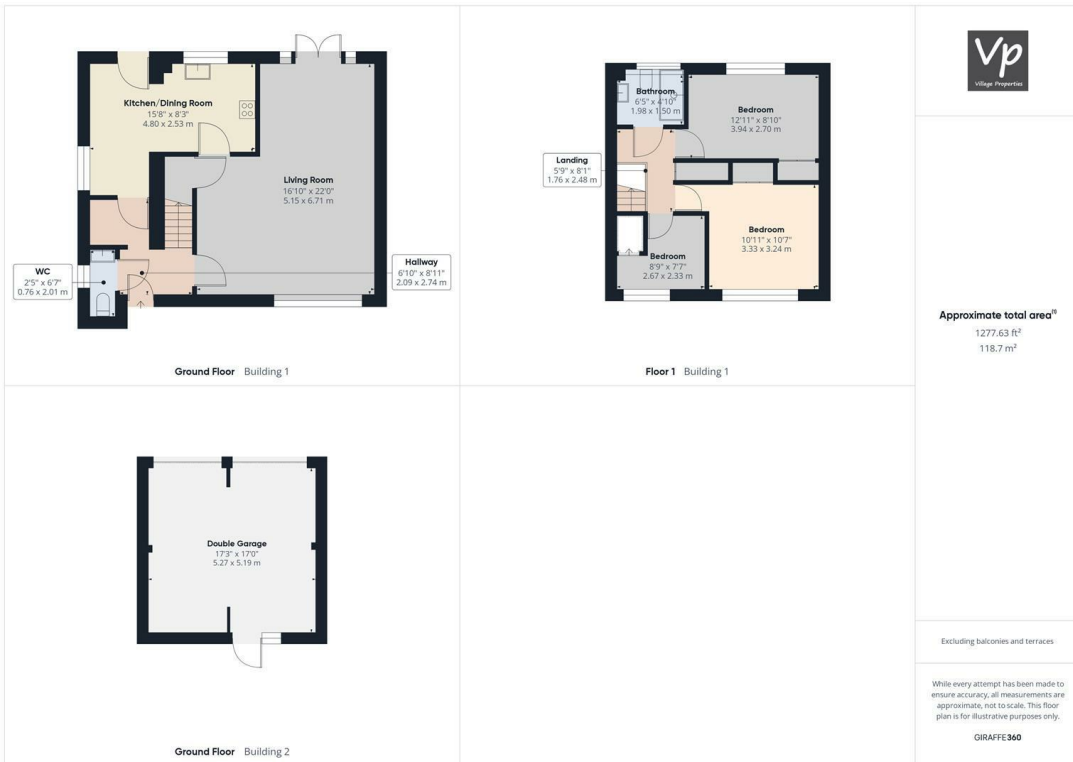 Kitchen/Dining Room
15'8" x 8'3"
4.80 x 2.53 m
Living Room
16'10" x 22'0"
5.15 x 6.71 m
WC
2'5" x 6'7"
0.76 x 2.01 m
Hallway
6'10" x 8'11"
2.09 x 2.74 m
Ground Floor Building 1
Bathroom
6'5" x 4'10"
1.98 x 1.50 m
Bedroom
12'11" x 8'10"
3.94 x 2.70 m
Landing
5'9" x 8'1"
1.76 x 2.48 m
Bedroom
10'11" x 10'7"
3.33 x 3.24 m
Bedroom
8'9" x 7'7"
2.67 x 2.33 m
Floor 1 Building 1
Double Garage
17'3" x 17'0"
5.27 x 5.19 m
Ground Floor Building 2
Vp
Village Properties
Approximate total area⁽¹⁾
1277.63 ft²
118.7 m²
Excluding balconies and terraces
While every attempt has been made to
ensure accuracy, all measurements are
approximate, not to scale. This floor
plan is for illustrative purposes only.
GIRAFFE360